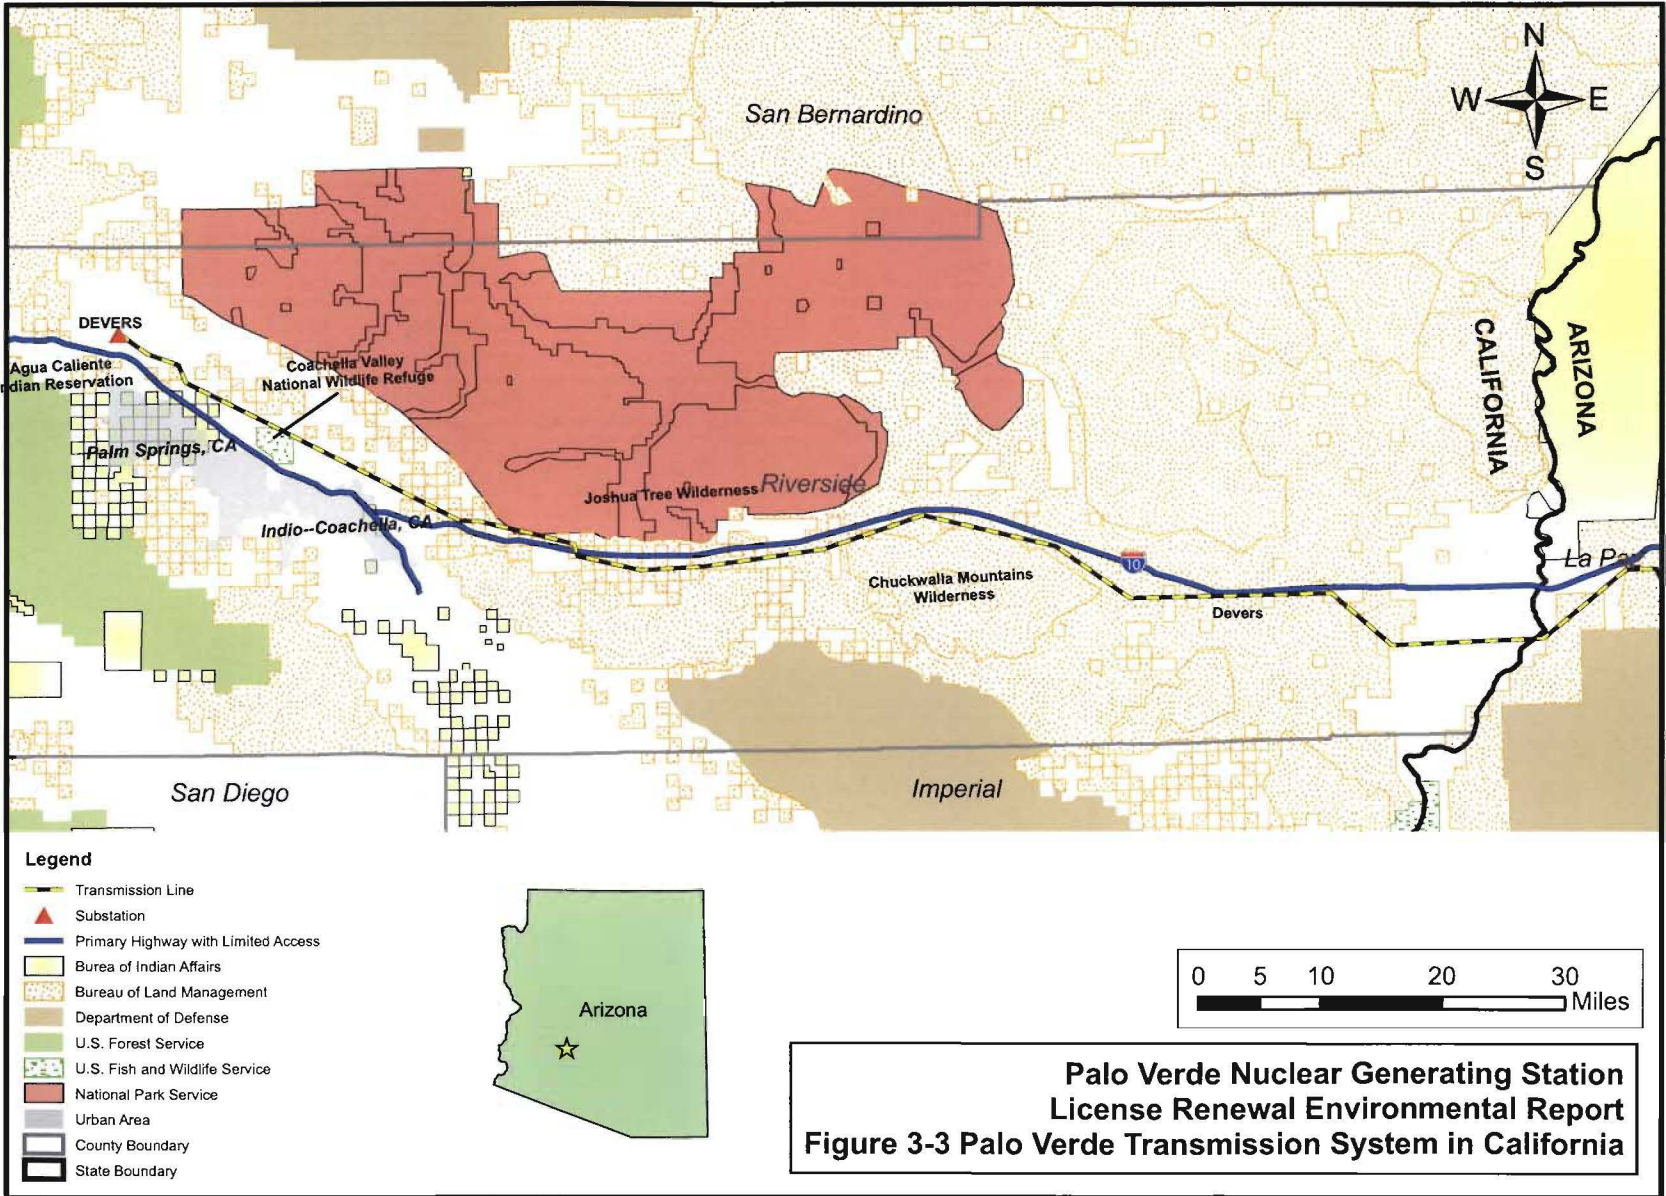 N
W E
S
San Bernardino
DEVERS
Agua Caliente
ndian Reservation
Coachella Valley
National Wildlife Refuge
Palm Springs, CA
Indio--Coachella, CA
Joshua Tree Wilderness
Riverside
CALIFORNIA
ARIZONA
10
La Pa
Chuckwalla Mountains
Wilderness
Devers
San Diego
Imperial
Legend
Transmission Line
Substation
Primary Highway with Limited Access
Burea of Indian Affairs
Bureau of Land Management
Department of Defense
U.S. Forest Service
U.S. Fish and Wildlife Service
National Park Service
Urban Area
County Boundary
State Boundary
Arizona
0 5 10 20 30
Miles
Palo Verde Nuclear Generating Station
License Renewal Environmental Report
Figure 3-3 Palo Verde Transmission System in California